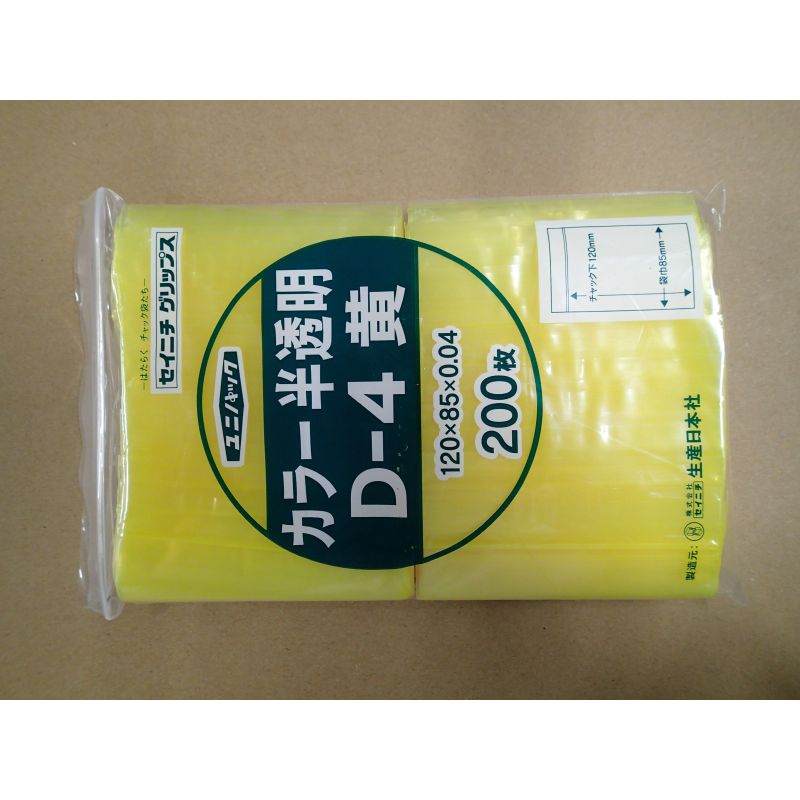 ―はたらく チャック袋たち―
セイニチ グリップス
ユニパック
カラー半透明
D-4 黄
120×85×0.04
200枚
チャック下120mm
袋巾85mm
製造元:
株式会社
セイニチ
生産日本社